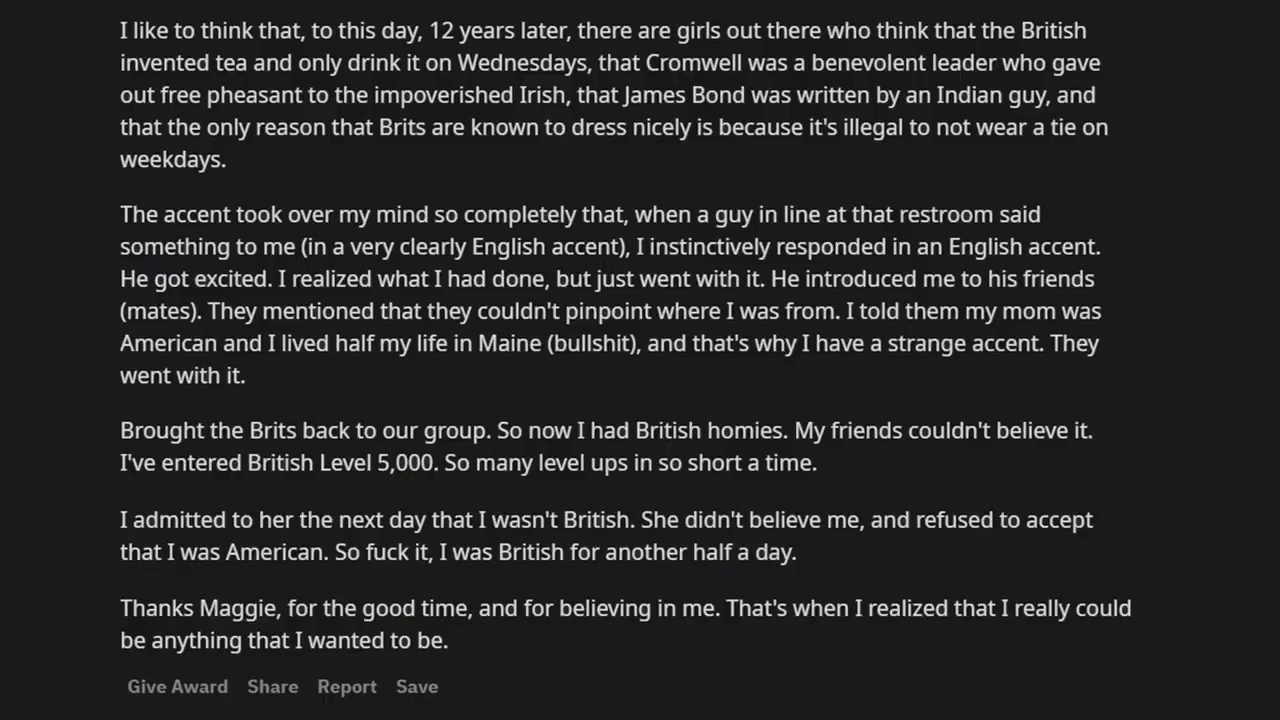 I like to think that, to this day, 12 years later, there are girls out there who think that the British
invented tea and only drink it on Wednesdays, that Cromwell was a benevolent leader who gave
out free pheasant to the impoverished Irish, that James Bond was written by an Indian guy, and
that the only reason that Brits are known to dress nicely is because it's illegal to not wear a tie on
weekdays.
The accent took over my mind so completely that, when a guy in line at that restroom said
something to me (in a very clearly English accent), I instinctively responded in an English accent.
He got excited. I realized what I had done, but just went with it. He introduced me to his friends
(mates). They mentioned that they couldn't pinpoint where I was from. I told them my mom was
American and I lived half my life in Maine (bullshit), and that's why I have a strange accent. They
went with it.
Brought the Brits back to our group. So now I had British homies. My friends couldn't believe it.
I've entered British Level 5,000. So many level ups in so short a time.
I admitted to her the next day that I wasn't British. She didn't believe me, and refused to accept
that I was American. So fuck it, I was British for another half a day.
Thanks Maggie, for the good time, and for believing in me. That's when I realized that I really could
be anything that I wanted to be.
Give Award Share Report Save